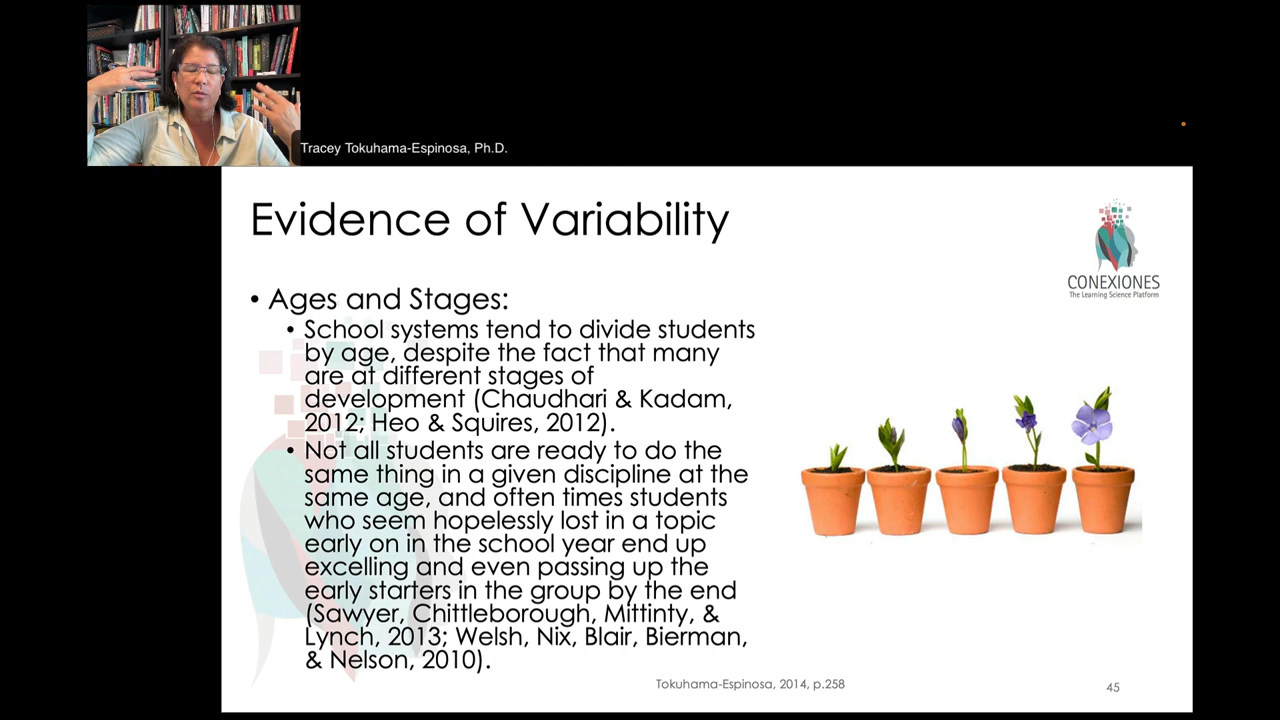 Tracey Tokuhama-Espinosa, Ph.D.
Evidence of Variability
CONEXIONES
The Learning Science Platform
• Ages and Stages:
• School systems tend to divide students
by age, despite the fact that many
are at different stages of
development (Chaudhari & Kadam,
2012; Heo & Squires, 2012).
• Not all students are ready to do the
same thing in a given discipline at the
same age, and often times students
who seem hopelessly lost in a topic
early on in the school year end up
excelling and even passing up the
early starters in the group by the end
(Sawyer, Chittleborough, Mittinty, &
Lynch, 2013; Welsh, Nix, Blair, Bierman,
& Nelson, 2010).
Tokuhama-Espinosa, 2014, p.258
45